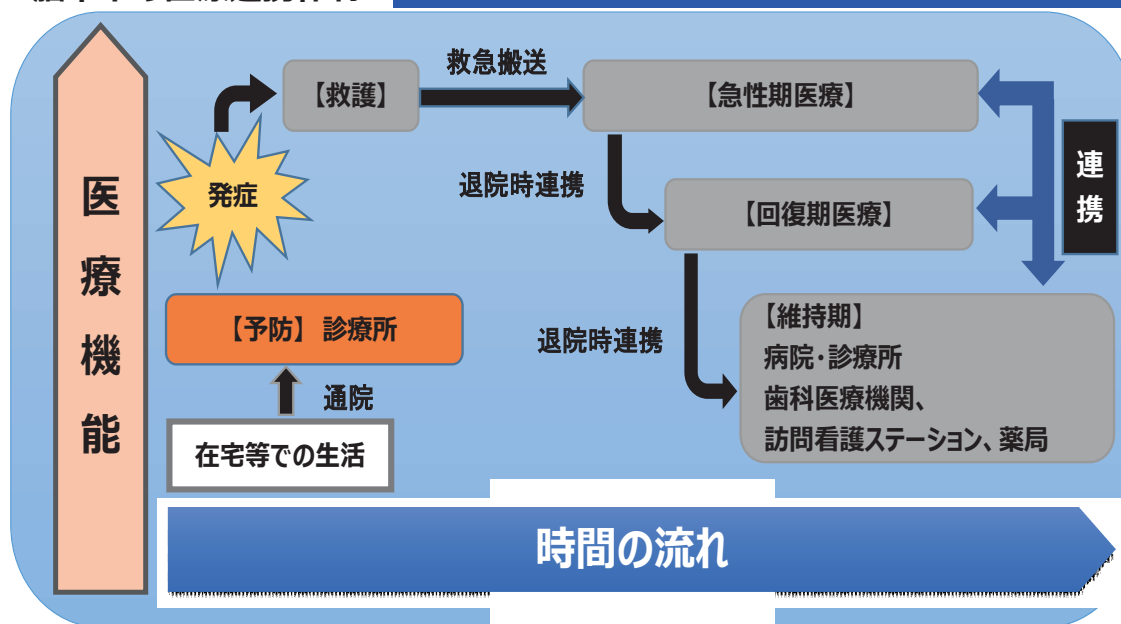 救急搬送
【救護】
【急性期医療】
連携
発症
退院時連携
【回復期医療】
医療機能
【予防】診療所
退院時連携
【維持期】
病院・診療所
歯科医療機関、
訪問看護ステーション、薬局
通院
在宅等での生活
時間の流れ